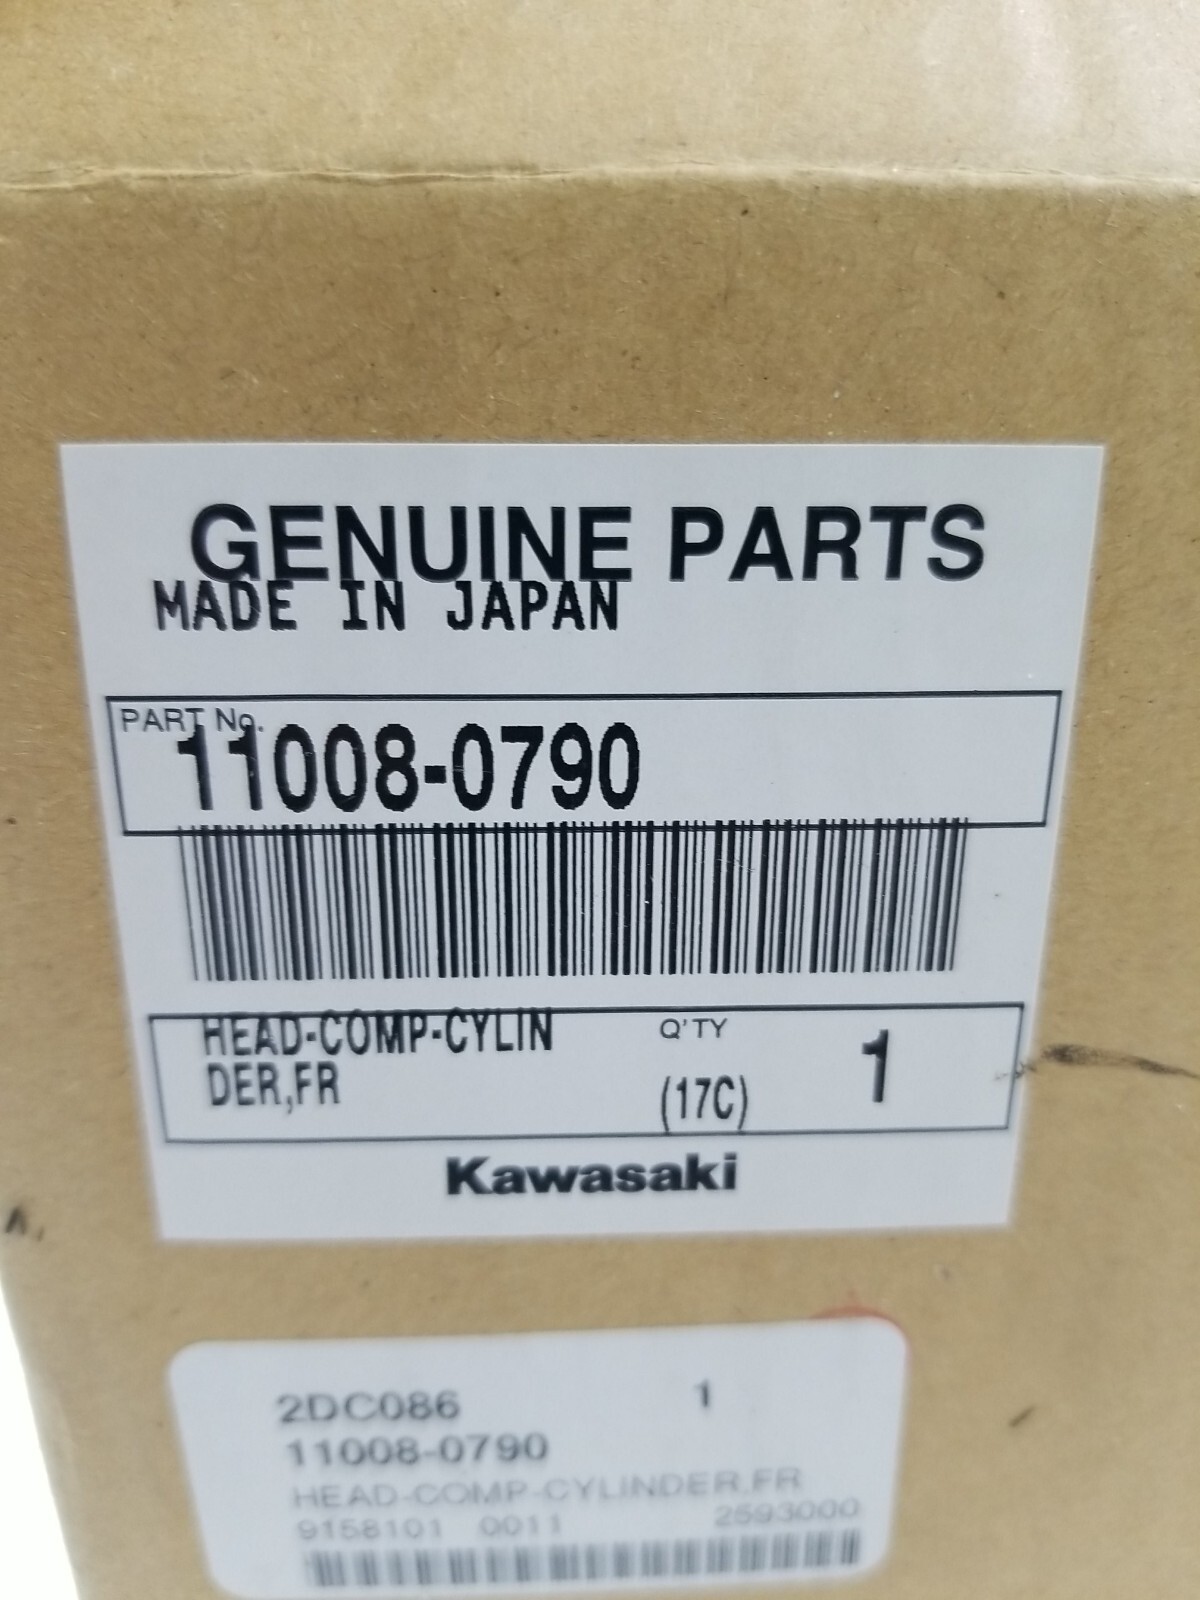 GENUINE PARTS
MADE IN JAPAN
PART No.
11008-0790
HEAD-COMP-CYLIN
DER,FR
Q'TY
(17C)
1
Kawasaki
2DC086 1
11008-0790
HEAD-COMP-CYLINDER,FR
9158101 0011 2593000